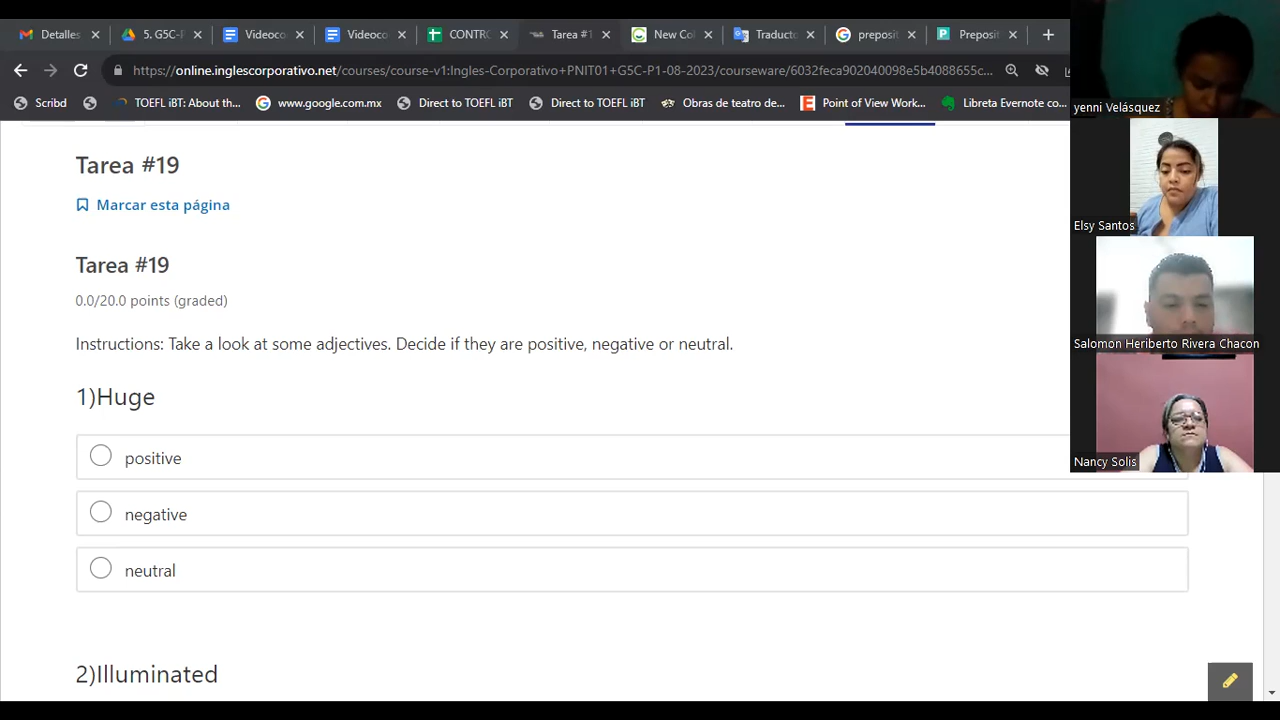 Detalles
5. G5C-P
Videoco
Videoco
CONTRO
Tarea #1
New Col
Traducto
preposit
Preposit
https://online.inglescorporativo.net/courses/course-v1:Ingles-Corporativo+PNIT01+G5C-P1-08-2023/courseware/6032feca902040098e5b4088655c...
Scribd
TOEFL iBT: About th...
www.google.com.mx
Direct to TOEFL iBT
Direct to TOEFL iBT
Obras de teatro de...
Point of View Work...
Libreta Evernote co...
yenni Velásquez
Elsy Santos
Salomon Heriberto Rivera Chacon
Nancy Solis
Tarea #19
Marcar esta página
Tarea #19
0.0/20.0 points (graded)
Instructions: Take a look at some adjectives. Decide if they are positive, negative or neutral.
1)Huge
positive
negative
neutral
2)Illuminated